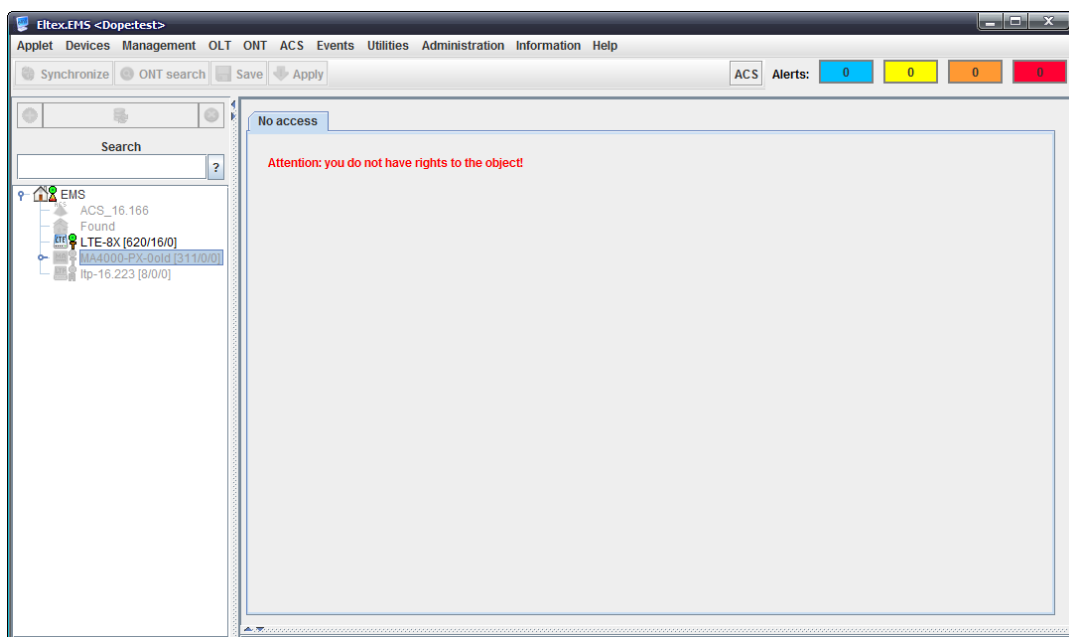 Eltex.EMS <Dope:test>
Applet Devices Management OLT ONT ACS Events Utilities Administration Information Help
Synchronize ONT search Save Apply ACS Alerts: 0 0 0 0
No access
Search
?
Attention: you do not have rights to the object!
EMS
ACS_16.166
Found
LTE-8X [620/16/0]
MA4000-PX-0old [311/0/0]
ltp-16.223 [8/0/0]